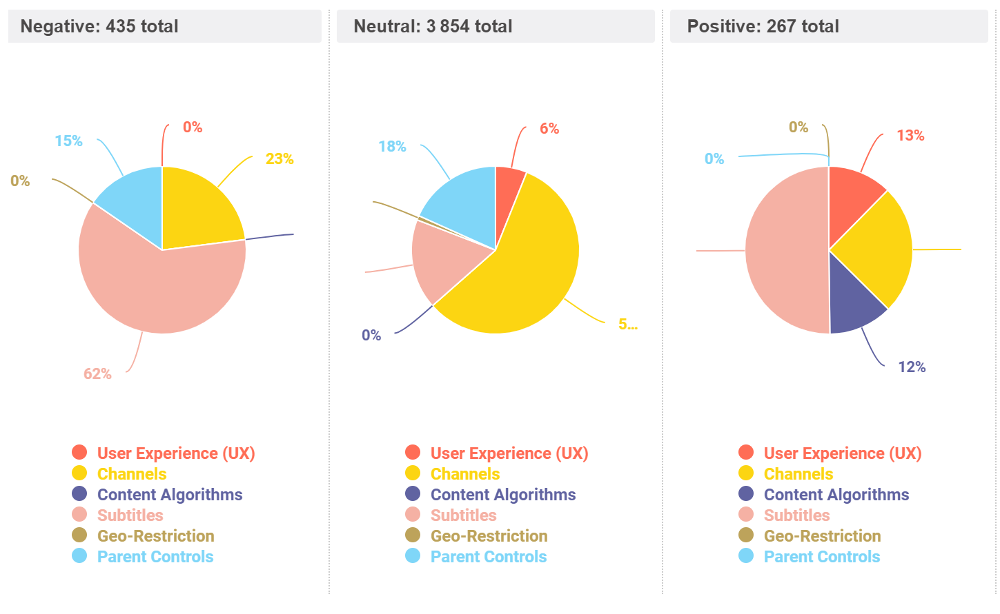 Negative: 435 total
0%
15%
23%
0%
62%
User Experience (UX)
Channels
Content Algorithms
Subtitles
Geo-Restriction
Parent Controls
Neutral: 3 854 total
6%
18%
5...
0%
User Experience (UX)
Channels
Content Algorithms
Subtitles
Geo-Restriction
Parent Controls
Positive: 267 total
0%
13%
0%
12%
User Experience (UX)
Channels
Content Algorithms
Subtitles
Geo-Restriction
Parent Controls